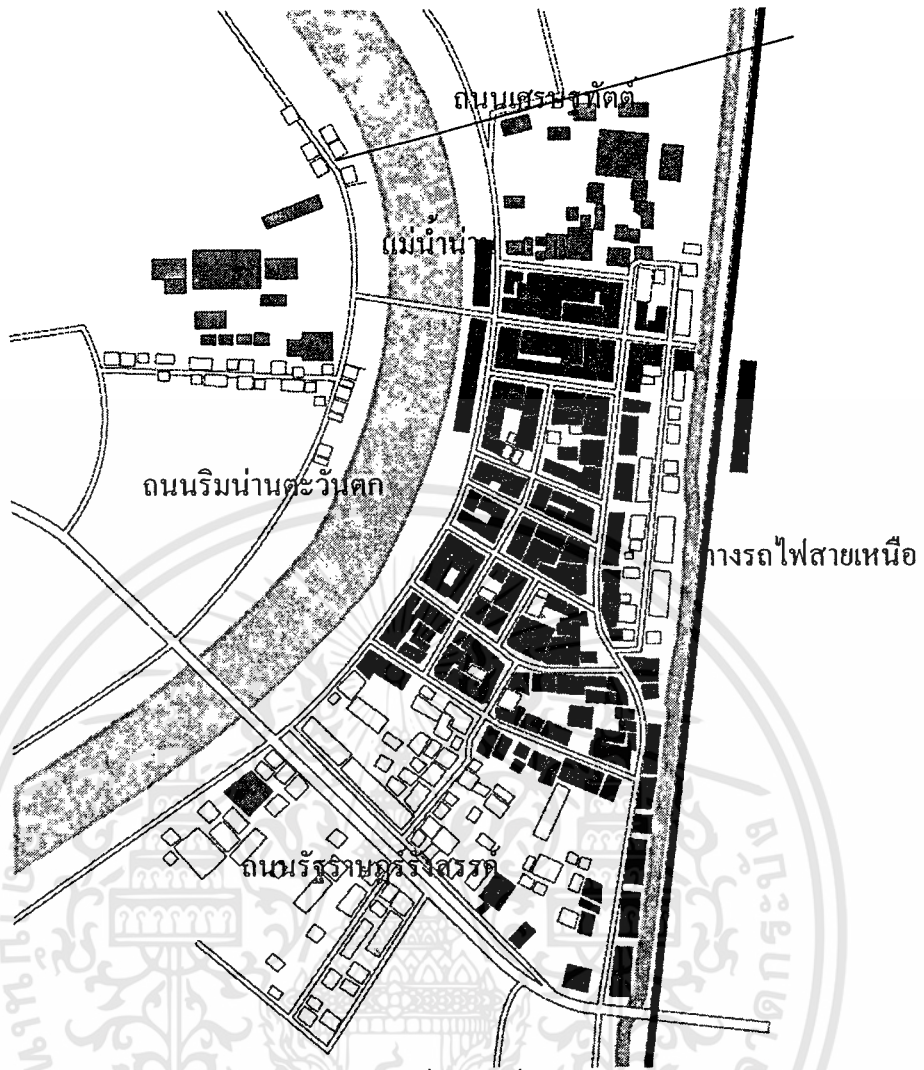 ถนนเศรษฐทัตต์
แม่น้ำน่าน
ถนนริมน่านตะวันตก
ทางรถไฟสายเหนือ
ถนนรัฐราษฎร์รังสรรค์